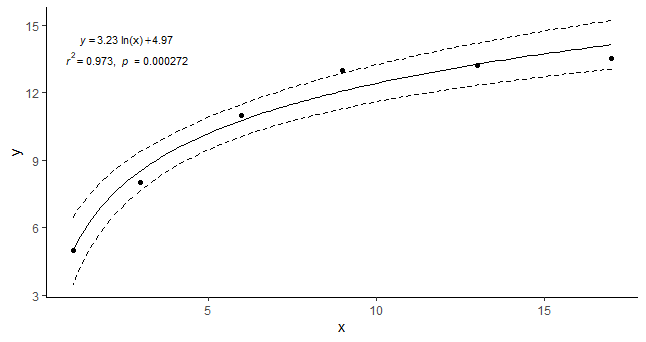 15
y = 3.23 ln(x) + 4.97
r² = 0.973, p = 0.000272
12
9
y
6
3
5
10
15
x